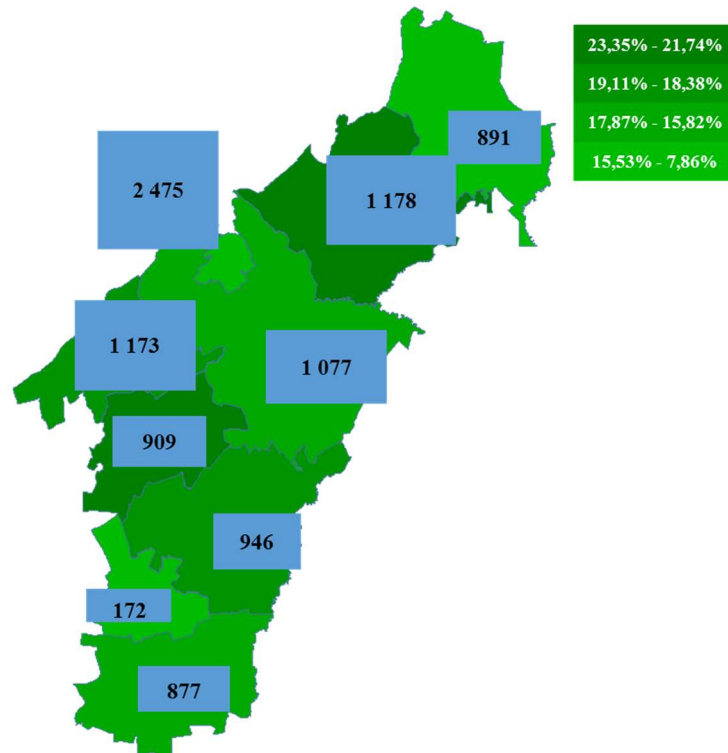 23,35% - 21,74%
19,11% - 18,38%
17,87% - 15,82%
15,53% - 7,86%
891
2 475
1 178
1 173
1 077
909
946
172
877